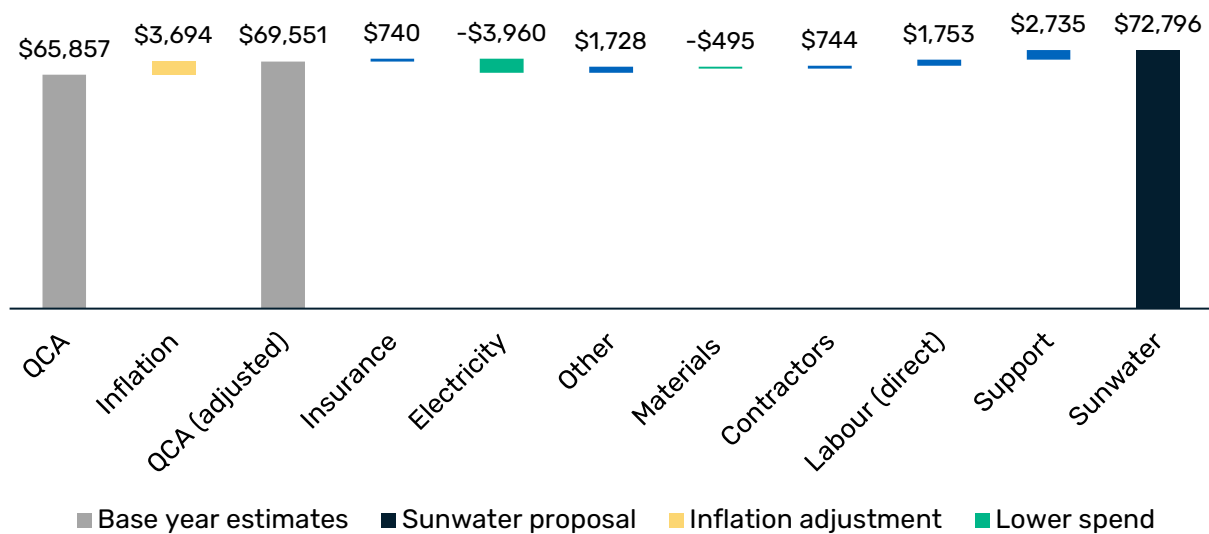 $65,857 $3,694 $69,551 $740 -$3,960 $1,728 -$495 $744 $1,753 $2,735 $72,796
QCA
Inflation
QCA (adjusted)
Insurance
Electricity
Other
Materials
Contractors
Labour (direct)
Support
Sunwater
Base year estimates Sunwater proposal Inflation adjustment Lower spend